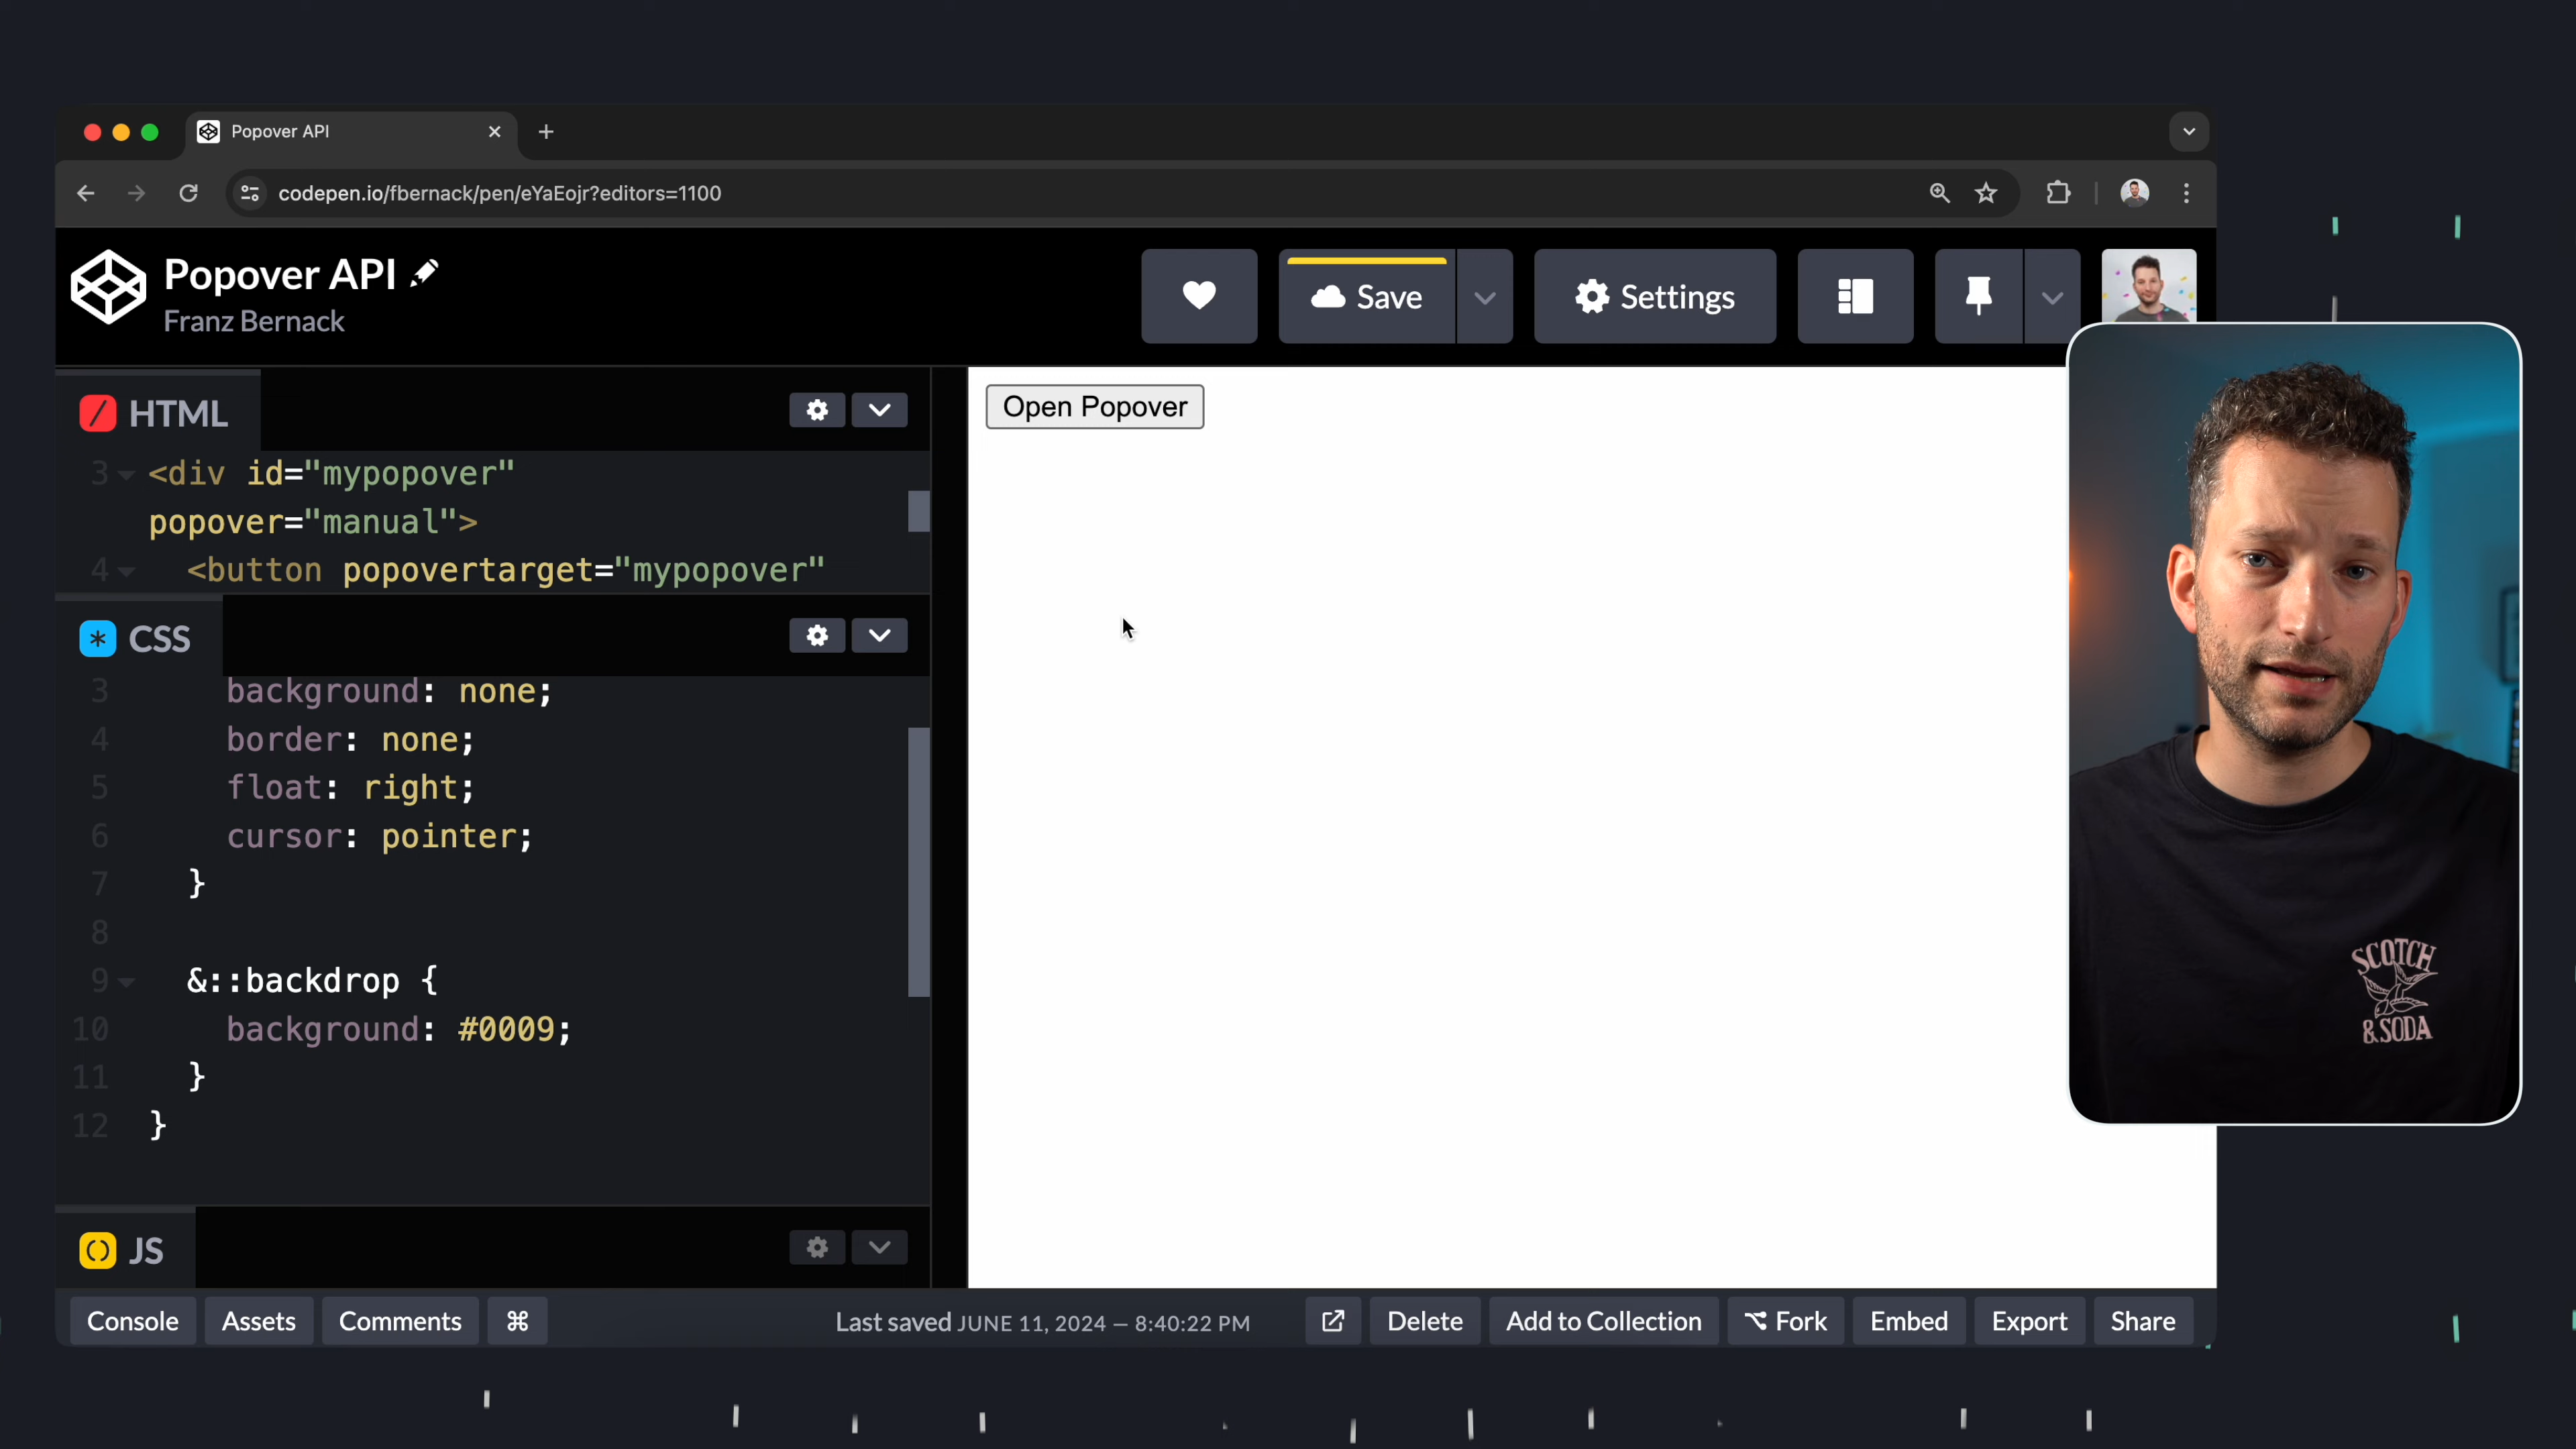 Popover API
codepen.io/fbernack/pen/eYaEojr?editors=1100
Popover API
Franz Bernack
Save
Settings
HTML
3 <div id="mypopover"
popover="manual">
4 <button popovertarget="mypopover"
CSS
3 background: none;
4 border: none;
5 float: right;
6 cursor: pointer;
7 }
8
9 &::backdrop {
10 background: #0009;
11 }
12 }
JS
Open Popover
SCOTCH
& SODA
Console Assets Comments ⌘ Last saved JUNE 11, 2024 — 8:40:22 PM Delete Add to Collection Fork Embed Export Share